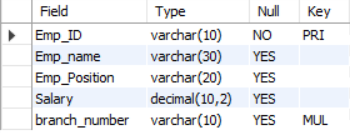 Field Type Null Key
Emp_ID varchar(10) NO PRI
Emp_name varchar(30) YES
Emp_Position varchar(20) YES
Salary decimal(10,2) YES
branch_number varchar(10) YES MUL